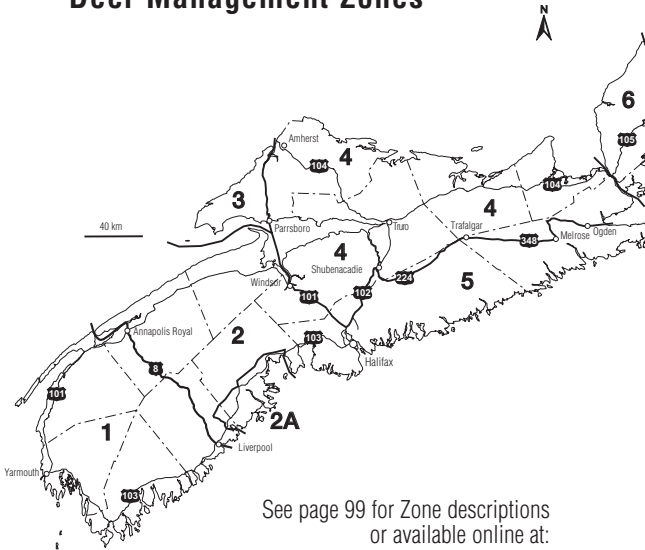 Deer Management Zones
N
6
Amherst
105
4
104
104
3
4
40 km
Parrsboro
Truro
Trafalgar
Melrose
Ogden
348
4
Shubenacadie
224
5
Windsor
101
102
2
103
Annapolis Royal
Halifax
8
101
2A
1
Liverpool
Yarmouth
103
See page 99 for Zone descriptions
or available online at: